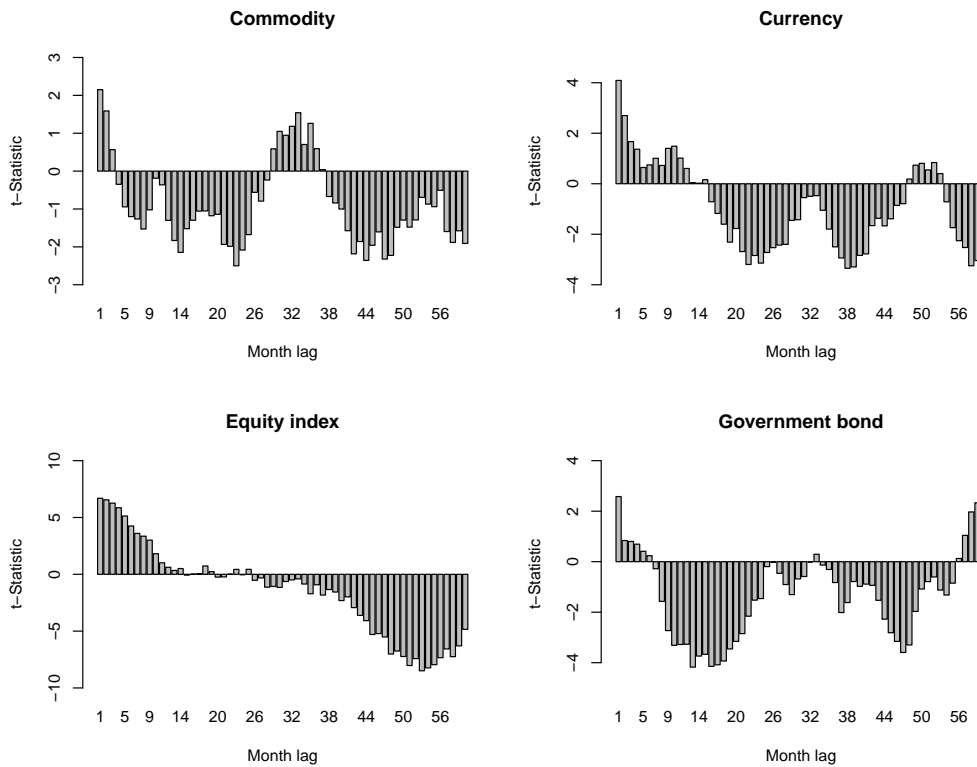 Commodity
t−Statistic
3
2
1
0
−1
−2
−3
1 5 9 14 20 26 32 38 44 50 56
Month lag
Currency
t−Statistic
4
2
0
−2
−4
1 5 9 14 20 26 32 38 44 50 56
Month lag
Equity index
t−Statistic
10
5
0
−5
−10
1 5 9 14 20 26 32 38 44 50 56
Month lag
Government bond
t−Statistic
4
2
0
−2
−4
1 5 9 14 20 26 32 38 44 50 56
Month lag